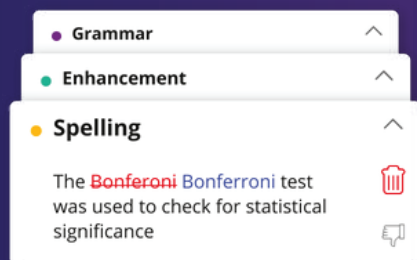 Grammar
Enhancement
Spelling
The Bonferoni Bonferroni test
was used to check for statistical
significance